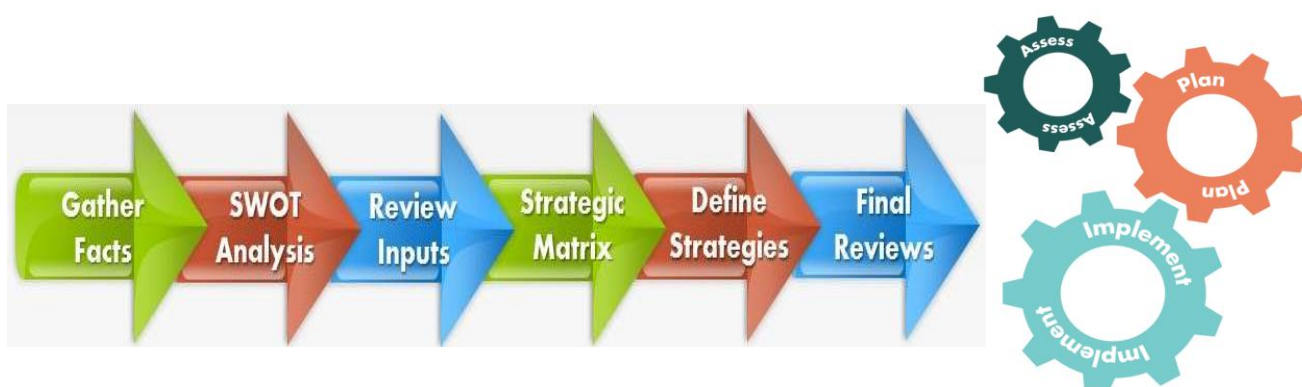 Gather
Facts
SWOT
Analysis
Review
Inputs
Strategic
Matrix
Define
Strategies
Final
Reviews
Assess
Assess
Plan
Plan
Implement
Implement